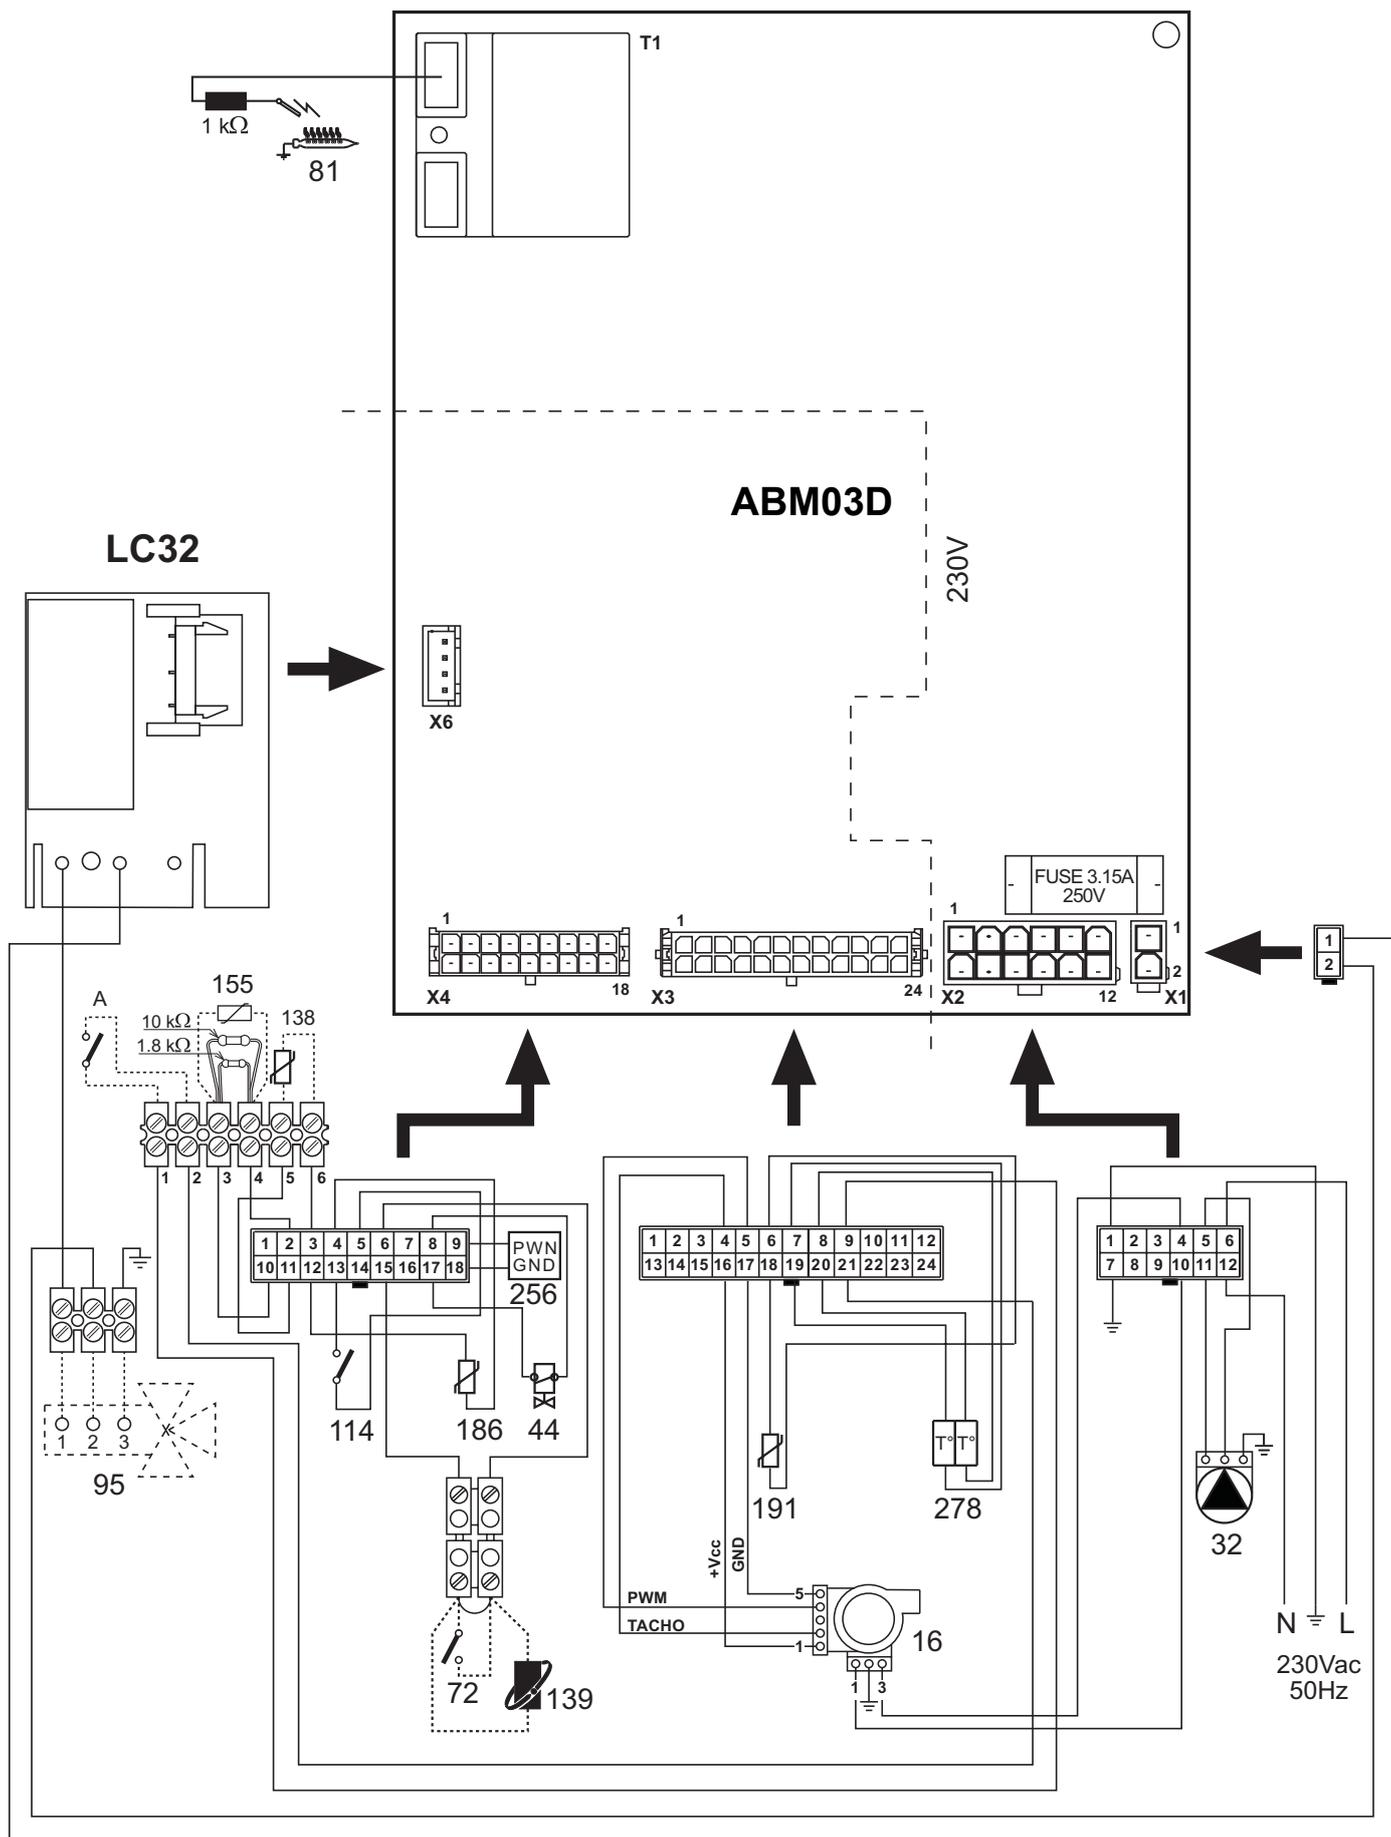 T1
1 kΩ
81
ABM03D
230V
LC32
X6
FUSE 3.15A
250V
1
1
1
1
2
X4
18
X3
24
X2
12
X1
1
2
A
155
138
10 kΩ
1.8 kΩ
1 2 3 4 5 6
1 2 3 4 5 6 7 8 9
10 11 12 13 14 15 16 17 18
PWN
GND
256
1 2 3 4 5 6 7 8 9 10 11 12
13 14 15 16 17 18 19 20 21 22 23 24
1 2 3 4 5 6
7 8 9 10 11 12
114
186
44
1 2 3
95
191
278
32
+Vcc
GND
PWM
TACHO
5
1
16
1 3
72
139
N L
230Vac
50Hz